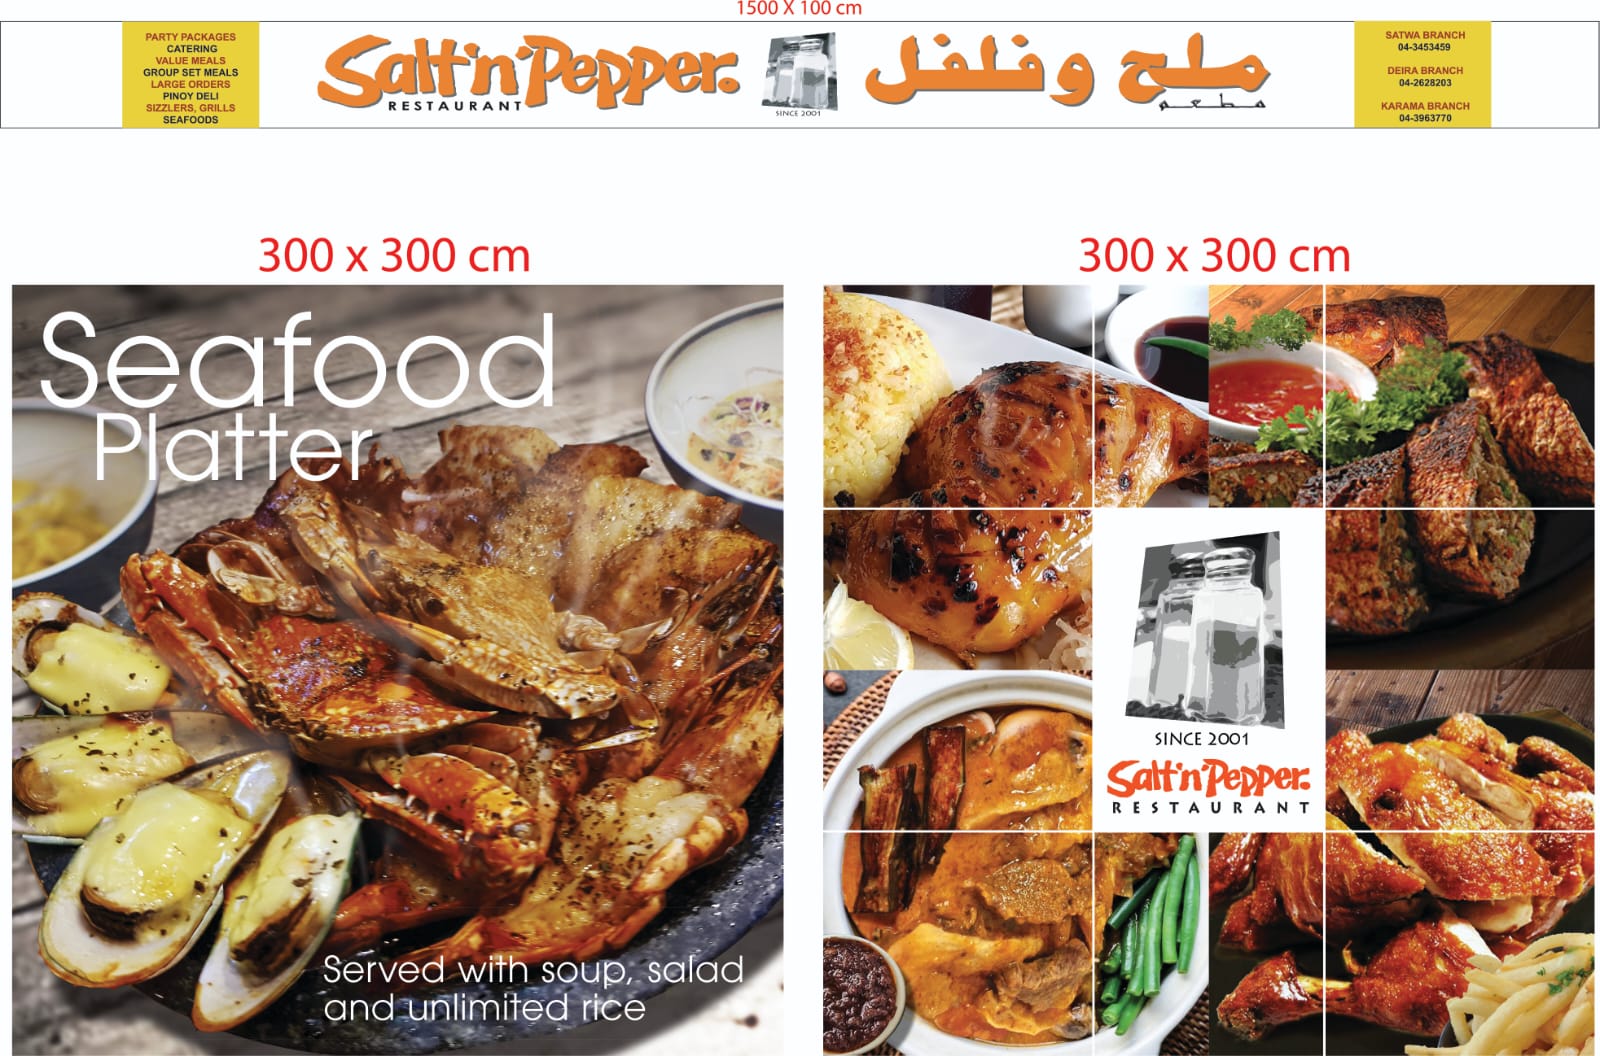 1500 X 100 cm
PARTY PACKAGES
CATERING
VALUE MEALS
GROUP SET MEALS
LARGE ORDERS
PINOY DELI
SIZZLERS, GRILLS
SEAFOODS
Salt'n'Pepper.
RESTAURANT
SINCE 2001
ملح وفلفل
مطعم
SATWA BRANCH
04-3453459
DEIRA BRANCH
04-2628203
KARAMA BRANCH
04-3963770
300 x 300 cm
Seafood
Platter
Served with soup, salad
and unlimited rice
300 x 300 cm
SINCE 2001
Salt'n'Pepper.
RESTAURANT